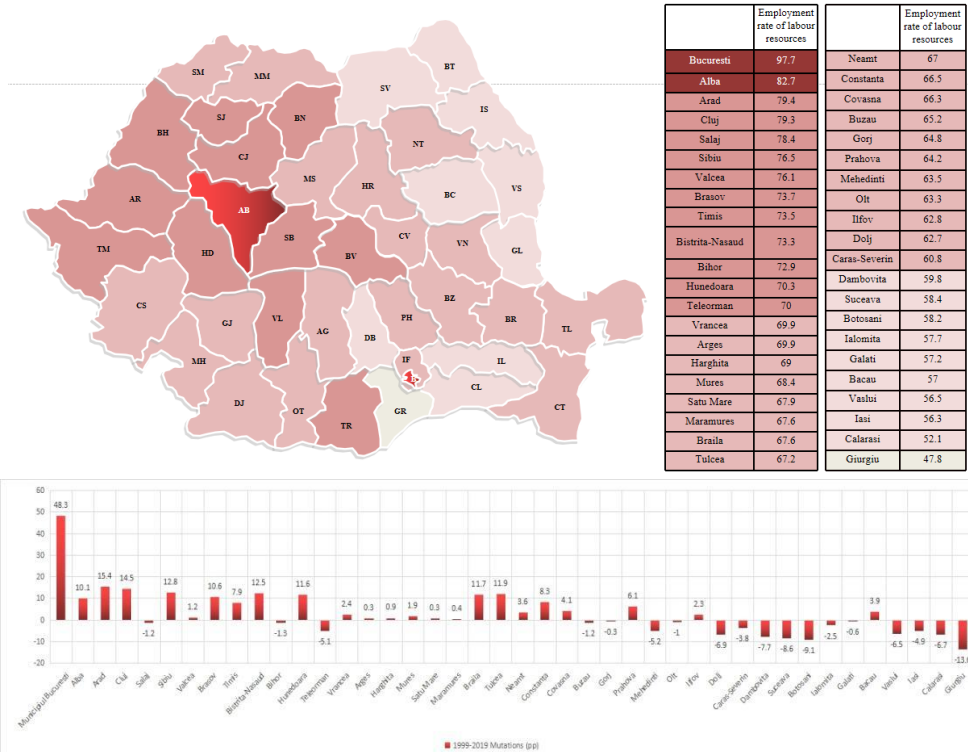 Employment
rate of labour
resources
Bucuresti 97.7
Alba 82.7
Arad 79.4
Cluj 79.3
Salaj 78.4
Sibiu 76.5
Valcea 76.1
Brasov 73.7
Timis 73.5
Bistrita-Nasaud 73.3
Bihor 72.9
Hunedoara 70.3
Teleorman 70
Vrancea 69.9
Arges 69.9
Harghita 69
Mures 68.4
Satu Mare 67.9
Maramures 67.6
Braila 67.6
Tulcea 67.2
Employment
rate of labour
resources
Neamt 67
Constanta 66.5
Covasna 66.3
Buzau 65.2
Gorj 64.8
Prahova 64.2
Mehedinti 63.5
Olt 63.3
Ilfov 62.8
Dolj 62.7
Caras-Severin 60.8
Dambovita 59.8
Suceava 58.4
Botosani 58.2
Ialomita 57.7
Galati 57.2
Bacau 57
Vaslui 56.5
Iasi 56.3
Calarasi 52.1
Giurgiu 47.8
SM
MM
BT
SV
IS
SJ
BN
BH
NT
CJ
MS
HR
BC
VS
AR
AB
SB
CV
VN
GL
TM
HD
BV
CS
BZ
GJ
VL
AG
PH
BR
TL
DB
MH
IF
IL
B
CL
DJ
OT
GR
CT
TR
60
50
40
30
20
10
0
-10
-20
48.3
10.1
15.4
14.5
-1.2
12.8
1.2
10.6
7.9
12.5
-1.3
11.6
-5.1
2.4
0.3
0.9
1.9
0.3
0.4
11.7
11.9
3.6
8.3
4.1
-1.2
-0.3
6.1
-5.2
-1
2.3
-6.9
-3.8
-7.7
-8.6
-9.1
-2.5
-0.6
3.9
-6.5
-4.9
-6.7
Municipiul Bucuresti
Alba
Arad
Cluj
Salaj
Sibiu
Valcea
Brasov
Timis
Bistrita-Nasaud
Bihor
Hunedoara
Teleorman
Vrancea
Arges
Harghita
Mures
Satu Mare
Maramures
Braila
Tulcea
Neamt
Constanta
Covasna
Buzau
Gorj
Prahova
Mehedinti
Olt
Ilfov
Dolj
Caras-Severin
Dambovita
Suceava
Botosani
Ialomita
Galati
Bacau
Vaslui
Iasi
Calarasi
Giurgiu
1999-2019 Mutations (pp)